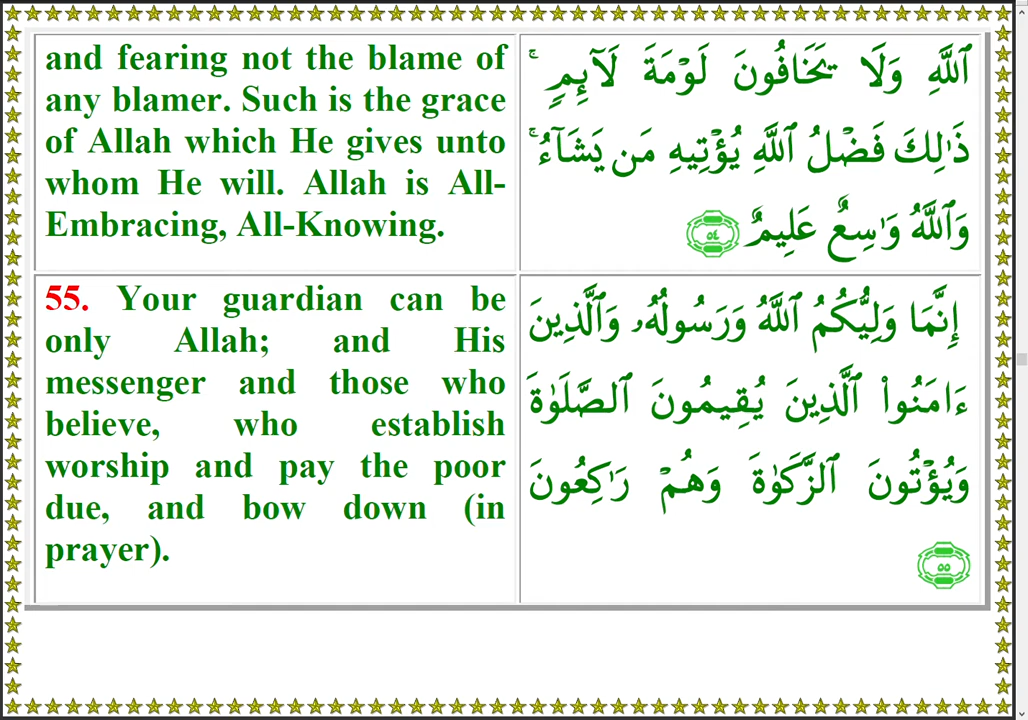 and fearing not the blame of
any blamer. Such is the grace
of Allah which He gives unto
whom He will. Allah is All-
Embracing, All-Knowing.
ٱللَّهِ وَلَا يَخَافُونَ لَوْمَةَ لَآئِمٍ ۚ
ذَٰلِكَ فَضْلُ ٱللَّهِ يُؤْتِيهِ مَن يَشَآءُ ۚ
وَٱللَّهُ وَٰسِعٌ عَلِيمٌ ٥٤
55. Your guardian can be
only Allah; and His
messenger and those who
believe, who establish
worship and pay the poor
due, and bow down (in
prayer).
إِنَّمَا وَلِيُّكُمُ ٱللَّهُ وَرَسُولُهُۥ وَٱلَّذِينَ
ءَامَنُوا۟ ٱلَّذِينَ يُقِيمُونَ ٱلصَّلَوٰةَ
وَيُؤْتُونَ ٱلزَّكَوٰةَ وَهُمْ رَٰكِعُونَ
٥٥